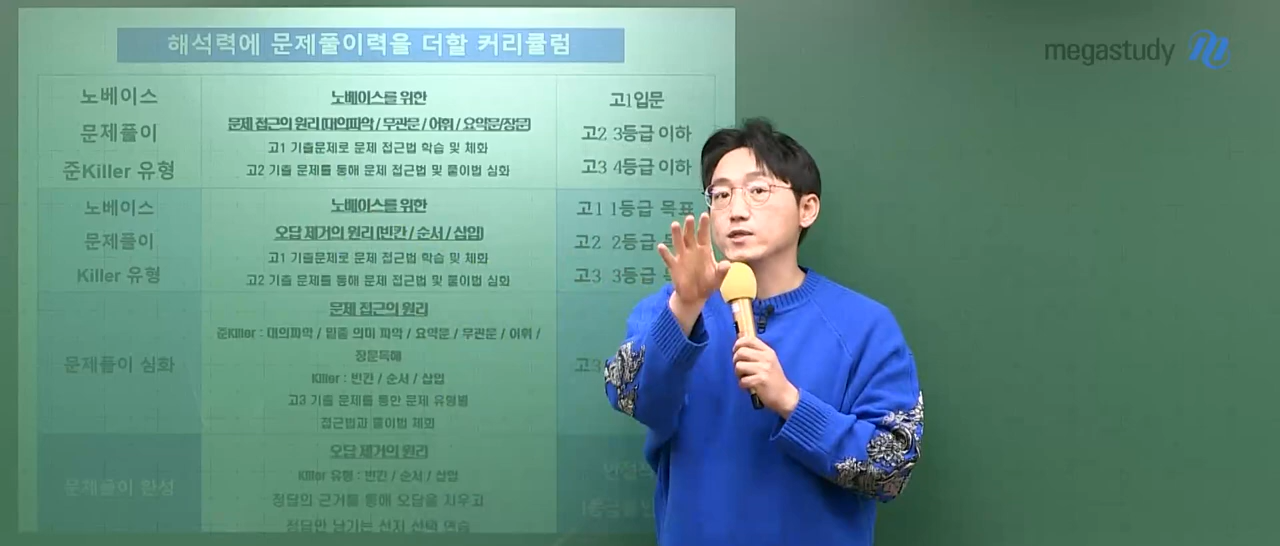 해석력에 문제풀이력을 더할 커리큘럼
megastudy
노베이스
문제풀이
준Killer 유형
노베이스를 위한
문제 접근의 원리 (대의파악 / 무관문 / 어휘 / 요약문/장문)
고1 기출문제로 문제 접근법 학습 및 체화
고2 기출 문제를 통해 문제 접근법 및 풀이법 심화
고1입문
고2 3등급 이하
고3 4등급 이하
노베이스
문제풀이
Killer 유형
노베이스를 위한
오답 제거의 원리 (빈칸 / 순서 / 삽입)
고1 기출문제로 문제 접근법 학습 및 체화
고2 기출 문제를 통해 문제 접근법 및 풀이법 심화
고1 1등급 목표
고2 2등급
고3 3등급
문제풀이 심화
문제 접근의 원리
준Killer : 대의파악 / 밑줄 의미 파악 / 요약문 / 무관문 / 어휘 /
장문독해
Killer : 빈칸 / 순서 / 삽입
고3 기출 문제를 통한 문제 유형별
접근법과 풀이법 체화
고3
문제풀이 완성
오답 제거의 원리
Killer 유형 : 빈칸 / 순서 / 삽입
정답의 근거를 통해 오답을 지우고
정답만 남기는 선지 선택 연습